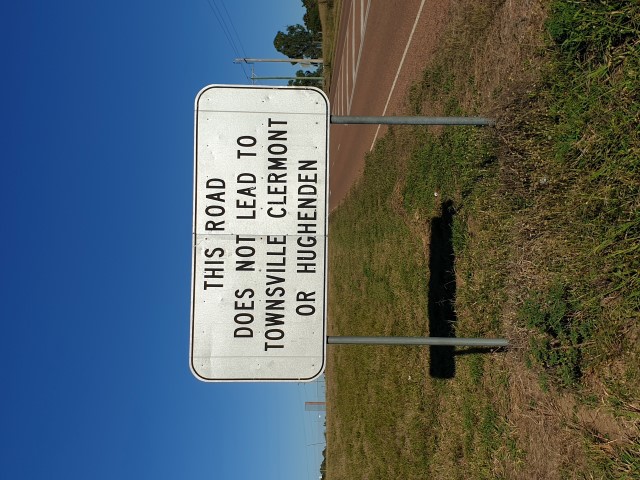 THIS ROAD
DOES NOT LEAD TO
TOWNSVILLE CLERMONT
OR HUGHENDEN